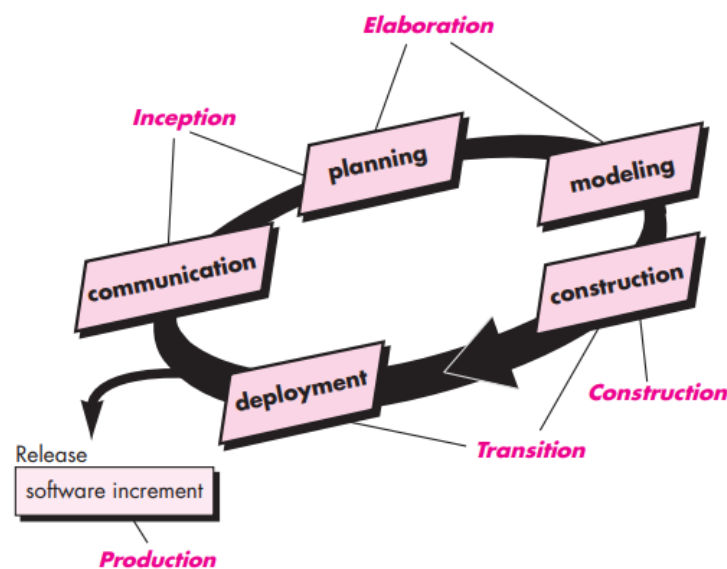 Elaboration
Inception
planning
modeling
communication
construction
deployment
Construction
Transition
Release
software increment
Production